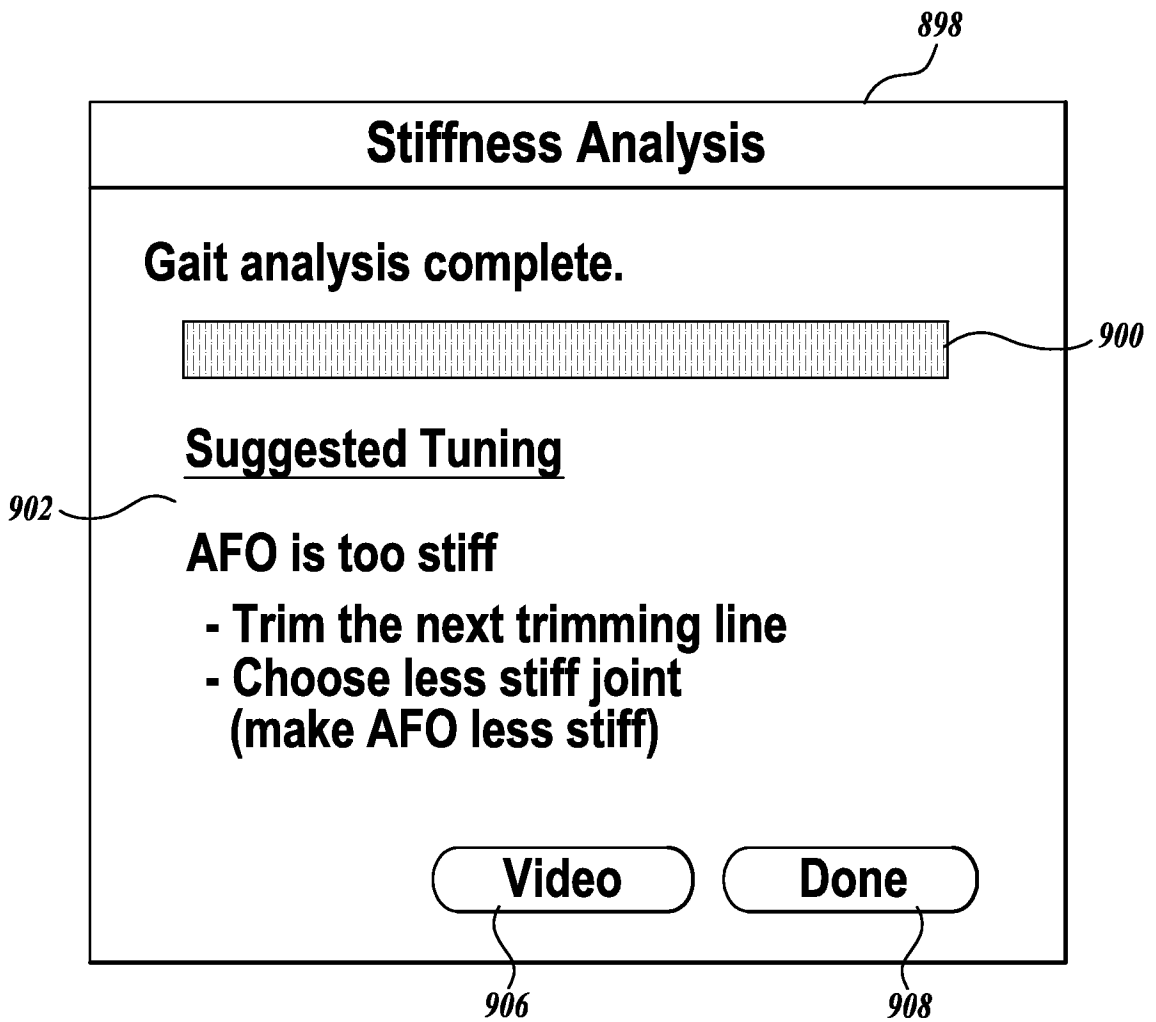 898
Stiffness Analysis
Gait analysis complete.
900
Suggested Tuning
902
AFO is too stiff
- Trim the next trimming line
- Choose less stiff joint
(make AFO less stiff)
Video
Done
906
908